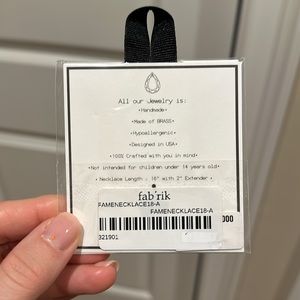 All our Jewelry is:
•Handmade•
•Made of BRASS•
•Hypoallergenic•
•Designed in USA•
•100% Crafted with you in mind•
•Not intended for children under 14 years old•
•Necklace Length : 16" with 2" Extender •
fab'rik
FAMENECKLACE18-A
FAMENECKLACE18-A
000
321901